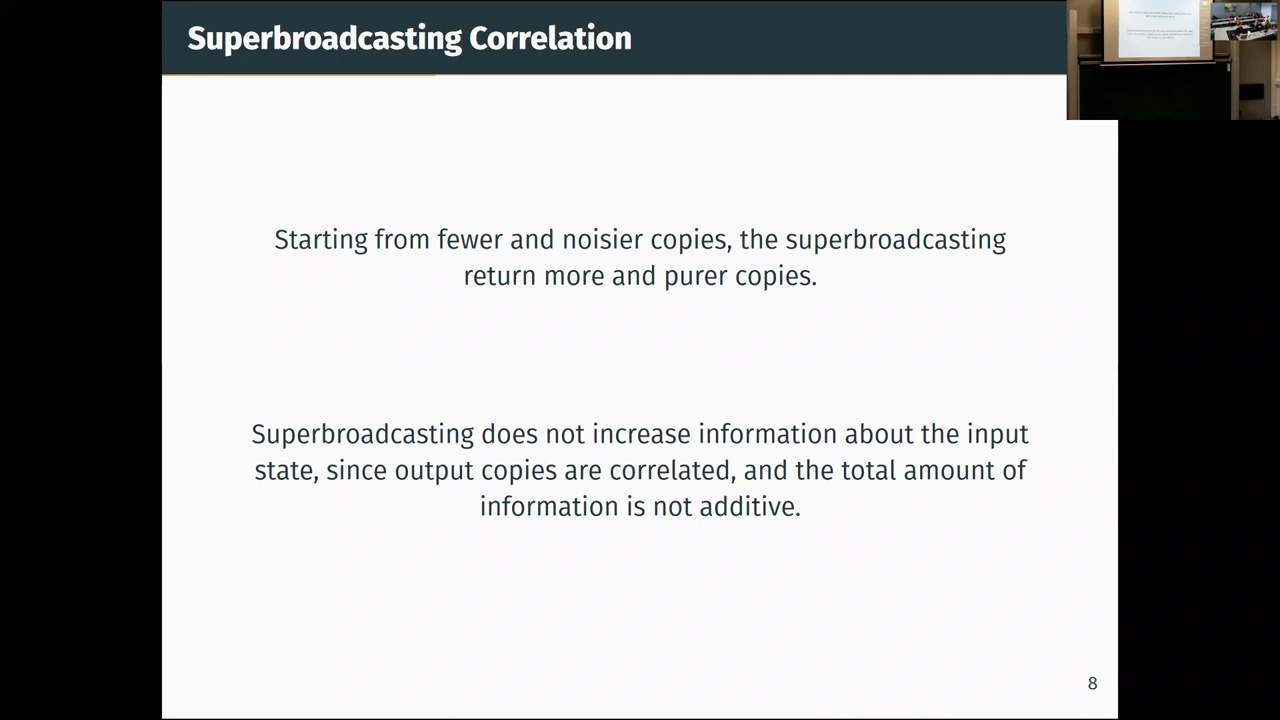 Superbroadcasting Correlation
Starting from fewer and noisier copies, the superbroadcasting
return more and purer copies.
Superbroadcasting does not increase information about the input
state, since output copies are correlated, and the total amount of
information is not additive.
8